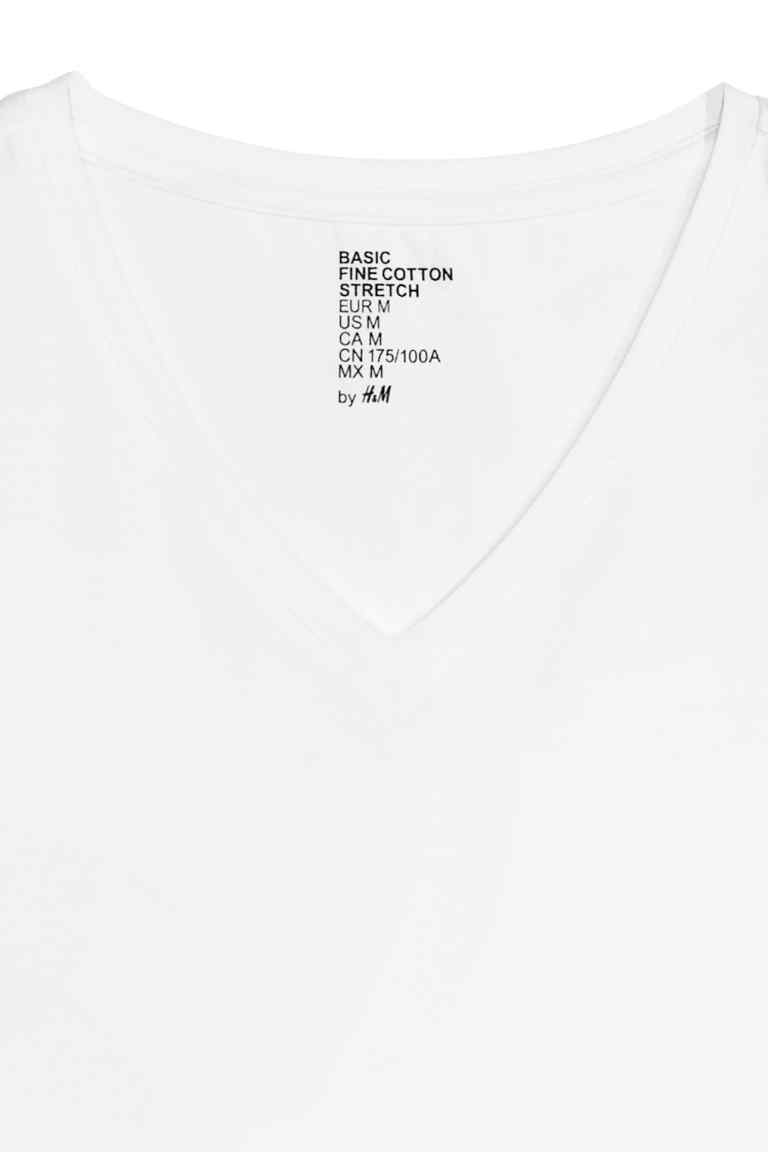 BASIC
FINE COTTON
STRETCH
EUR M
US M
CA M
CN 175/100A
MX M
by H&M